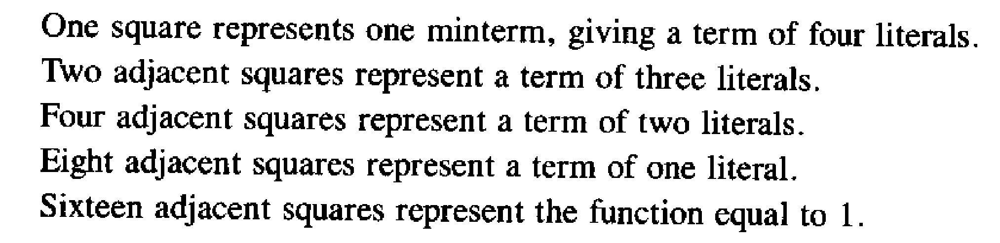 One square represents one minterm, giving a term of four literals.
Two adjacent squares represent a term of three literals.
Four adjacent squares represent a term of two literals.
Eight adjacent squares represent a term of one literal.
Sixteen adjacent squares represent the function equal to 1.